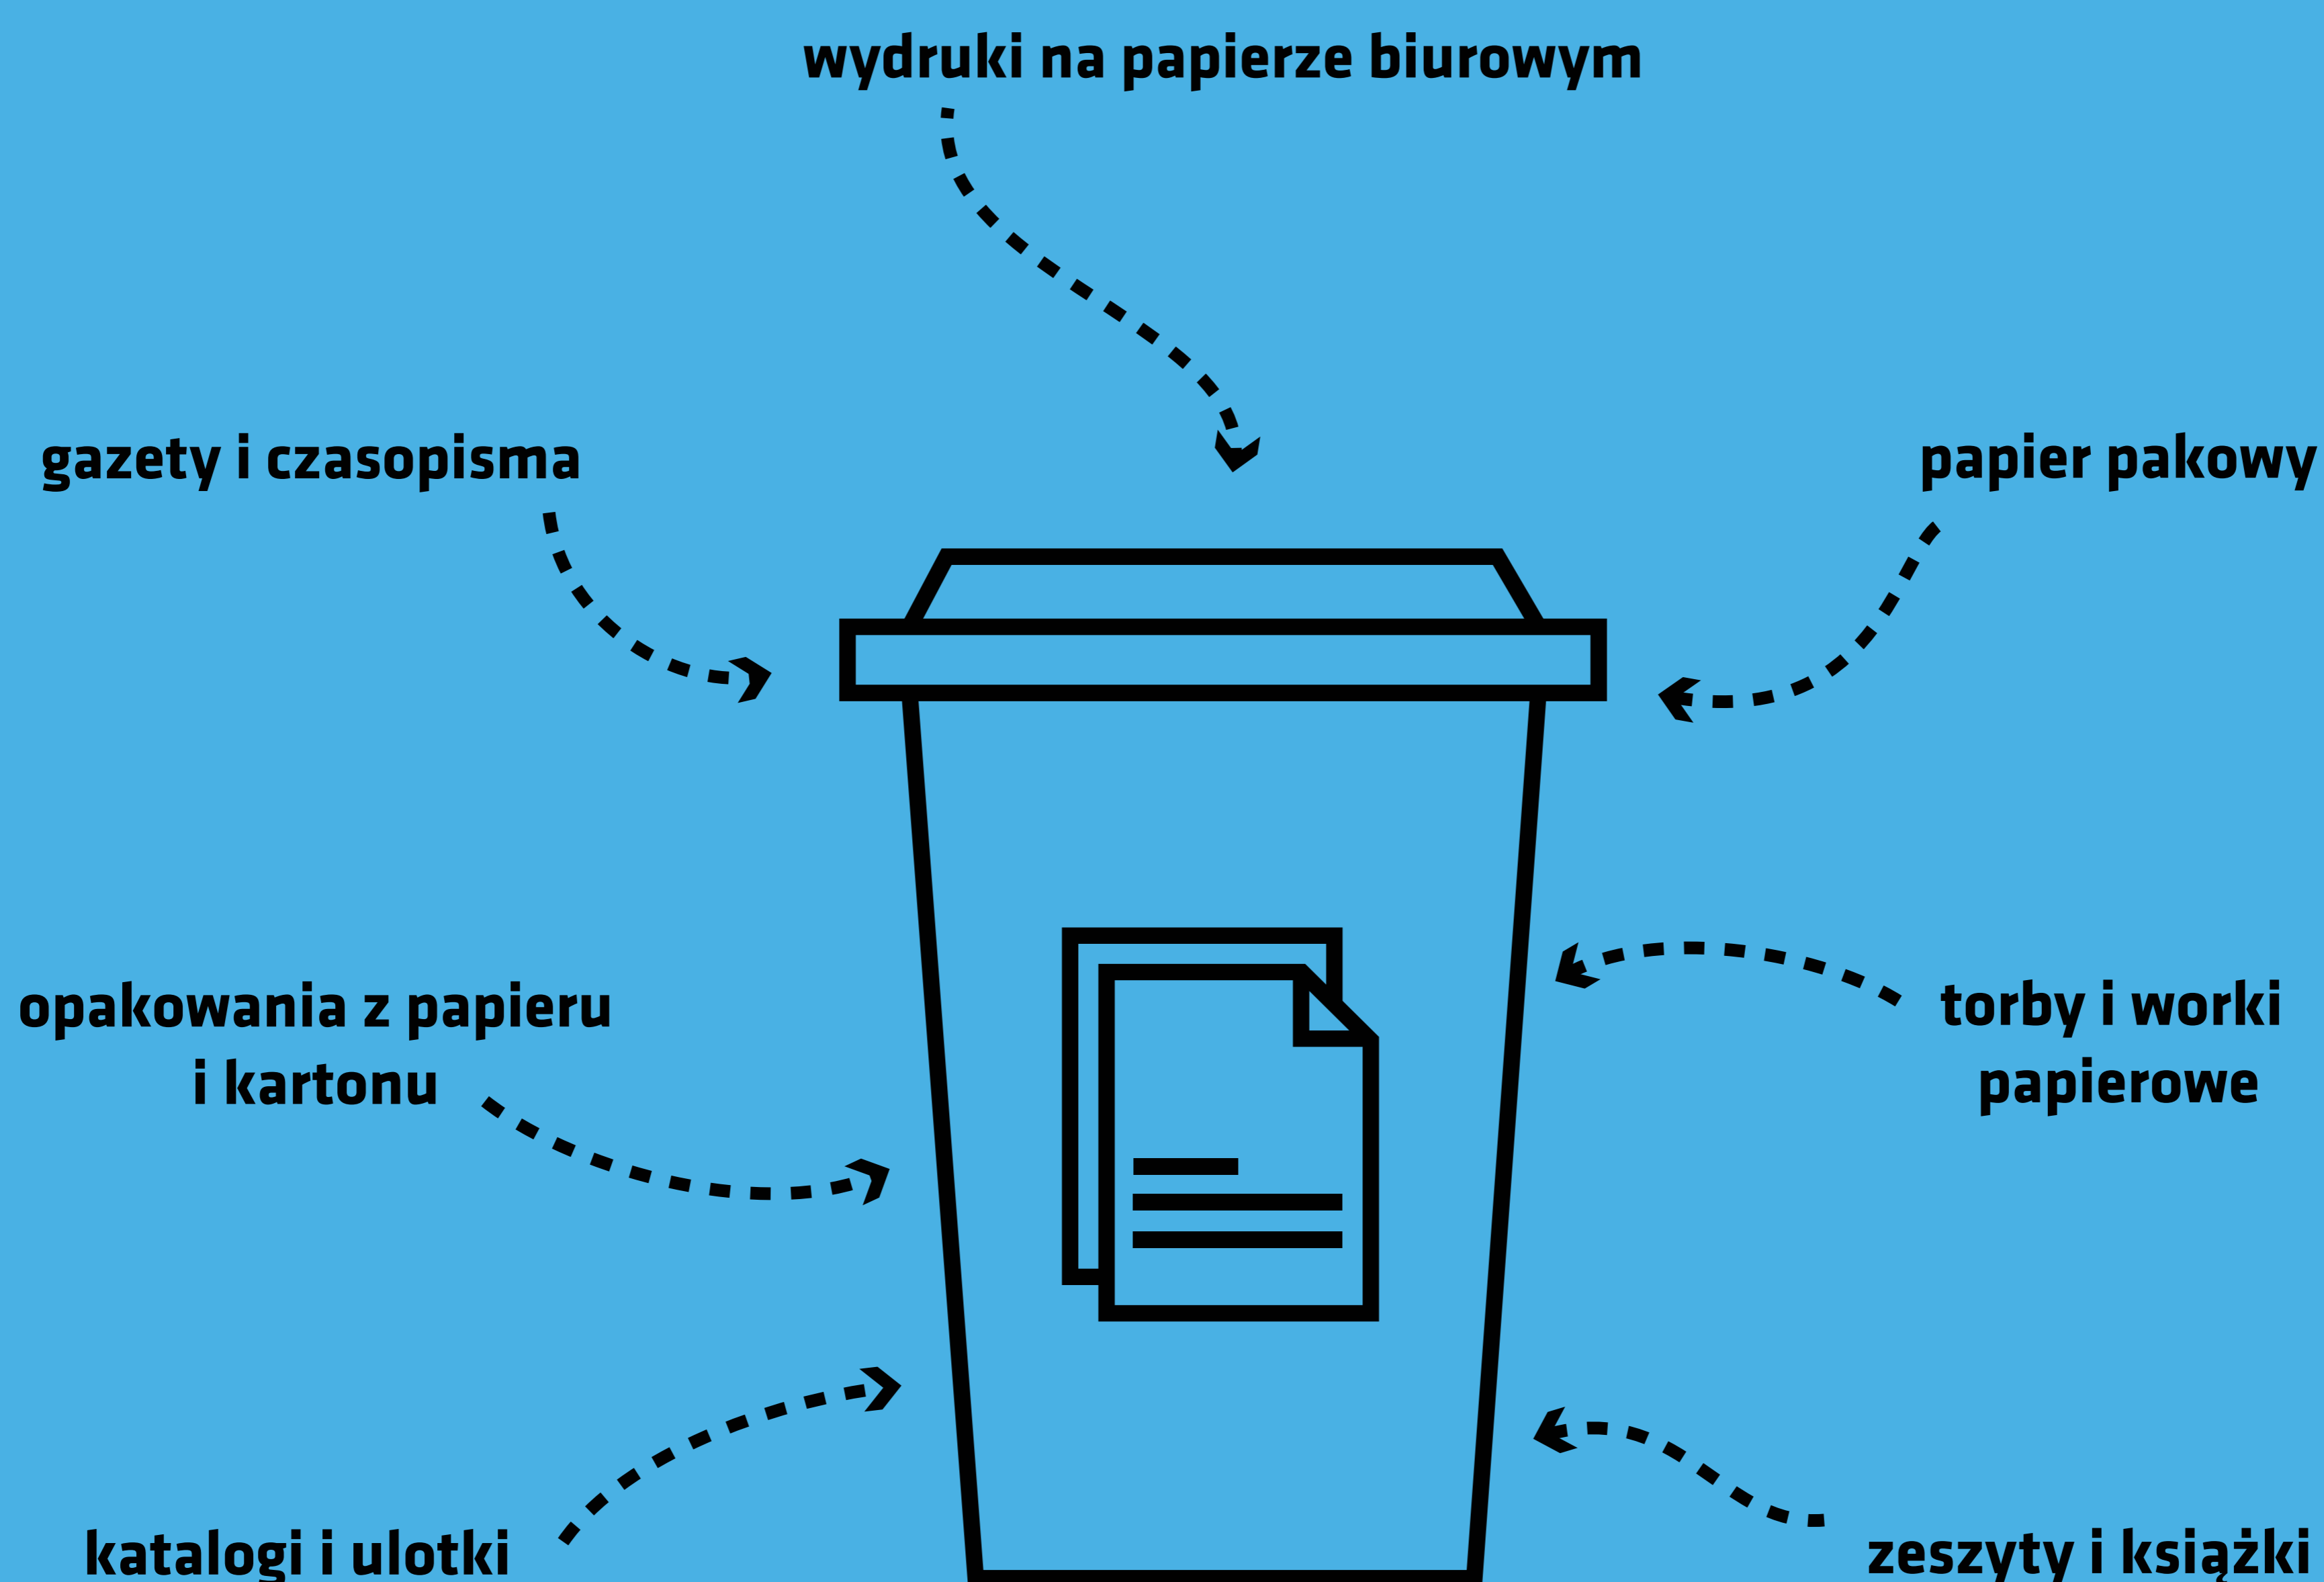 wydruki na papierze biurowym
gazety i czasopisma
papier pakowy
opakowania z papieru
i kartonu
torby i worki
papierowe
katalogi i ulotki
zeszyty i książki